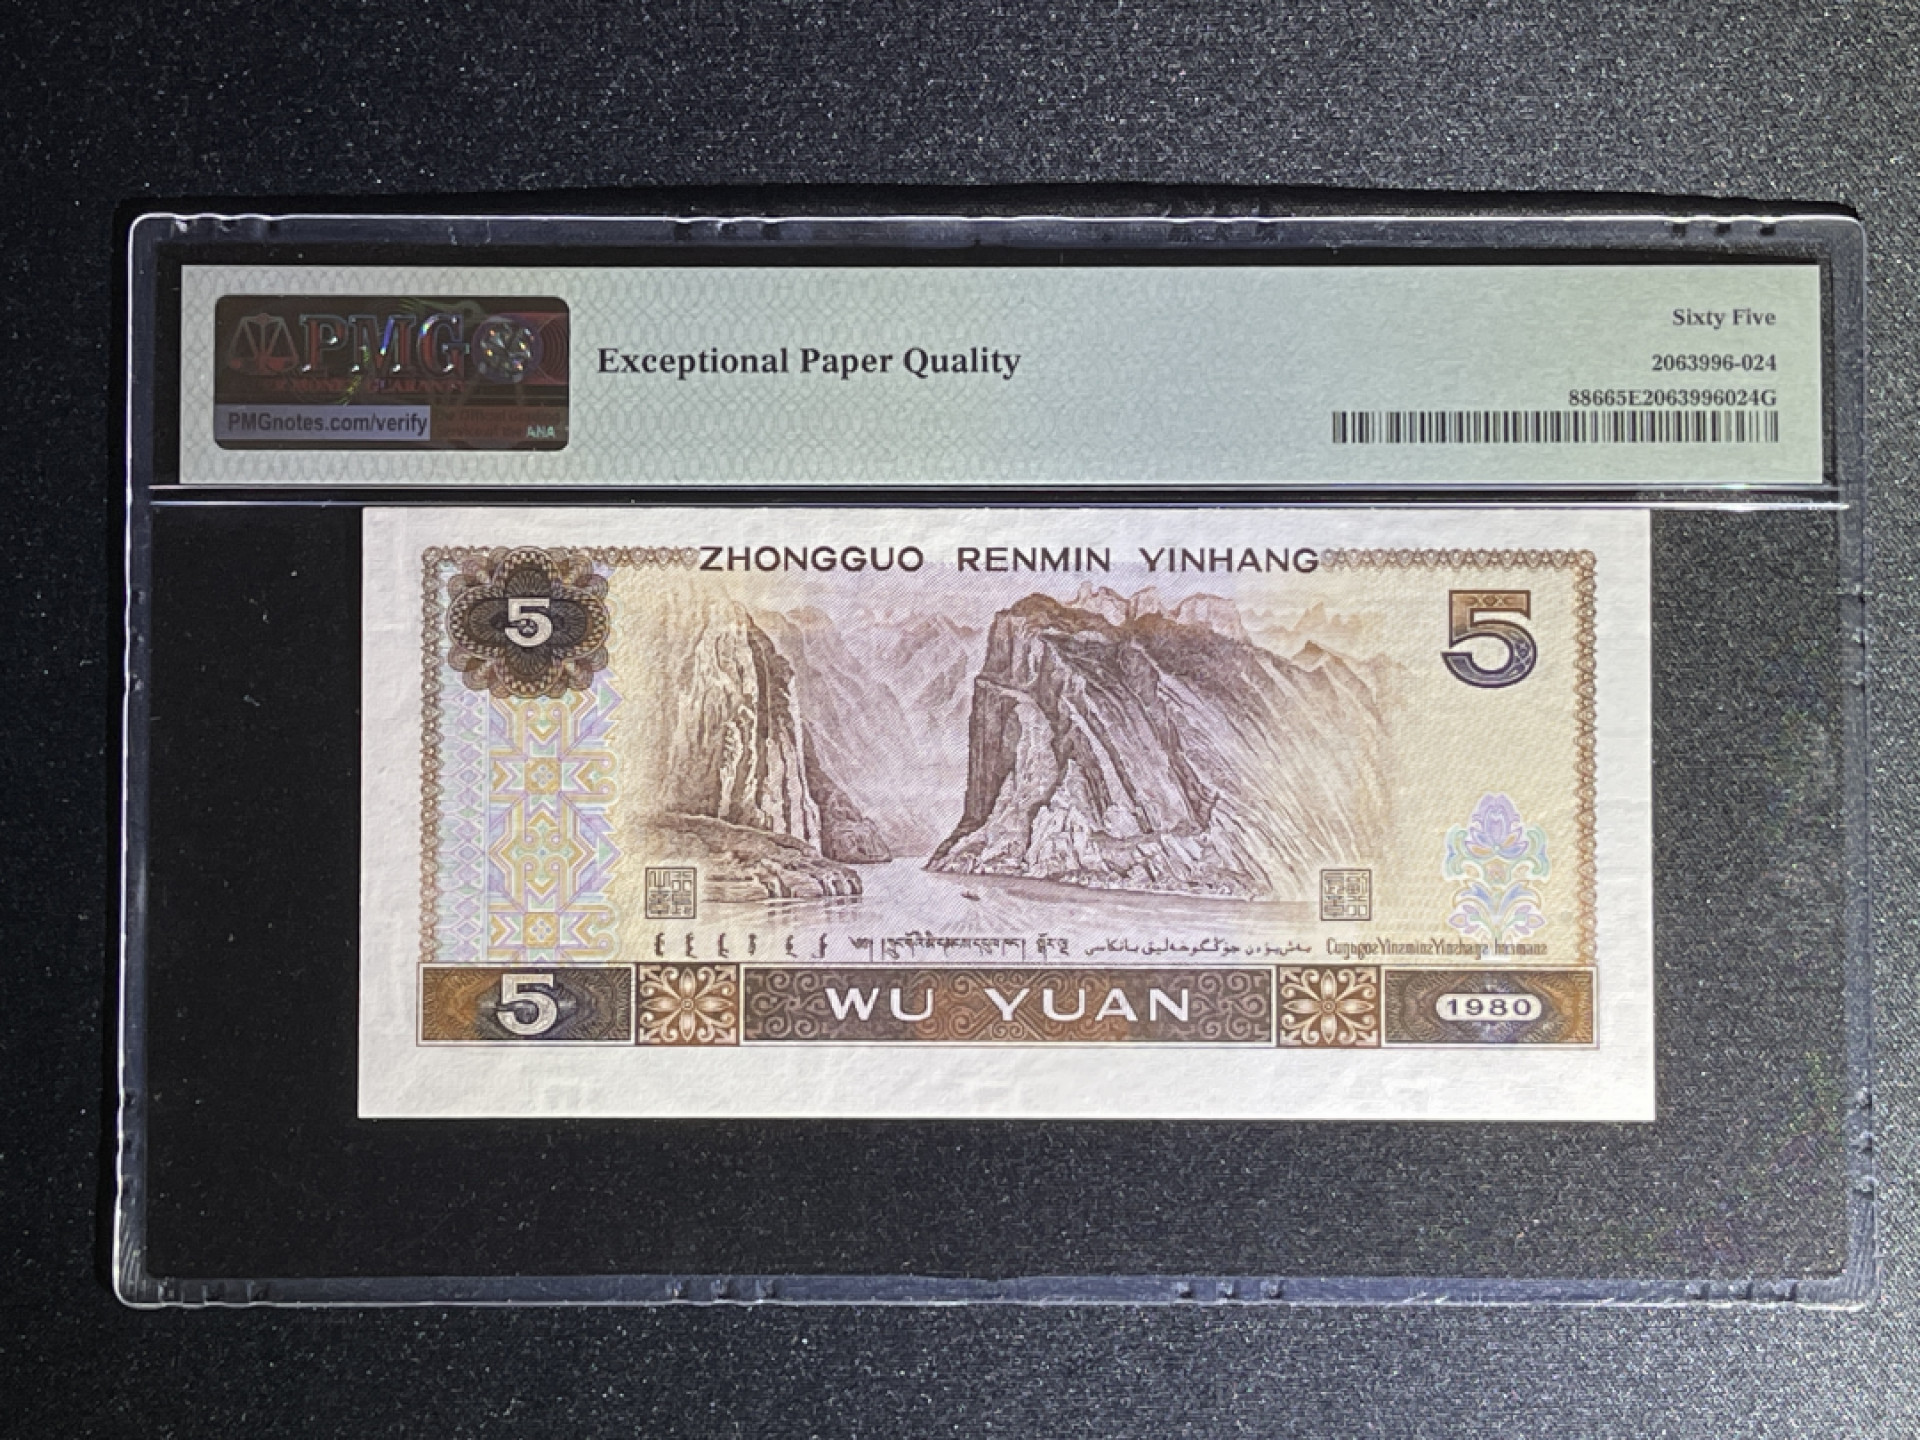 PMG
PMGnotes.com/verify
ANA
Exceptional Paper Quality
Sixty Five
2063996-024
88665E2063996024G
ZHONGGUO RENMIN YINHANG
5
5
5
WU YUAN
1980